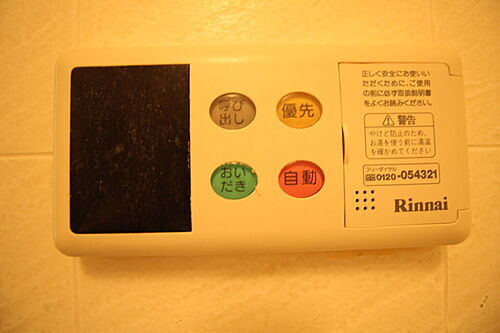 呼び
出し
優先
おい
だき
自動
正しく安全にお使いいた
ただくために、ご使用
の前に必ず取扱説明書
をよくお読みください。
警告
やけど防止のため、
お湯を使う前に湯温
を確かめてください
フリーダイヤル
0120-054321
Rinnai